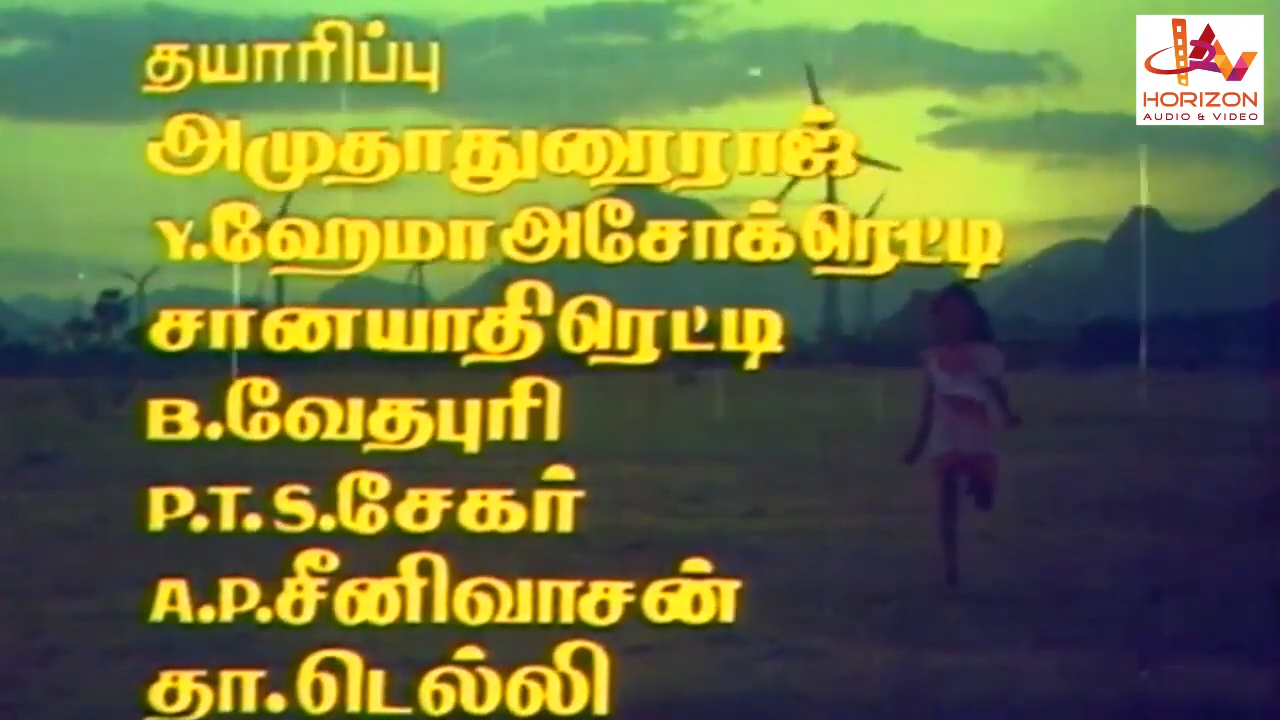 தயாரிப்பு
அமுதாதுரைராஜ்
Y.ஹேமா அசோக் ரெட்டி
சானயாதி ரெட்டி
B.வேதபுரி
P.T.S.சேகர்
A.P.சீனிவாசன்
தா.டெல்லி
HORIZON
AUDIO & VIDEO